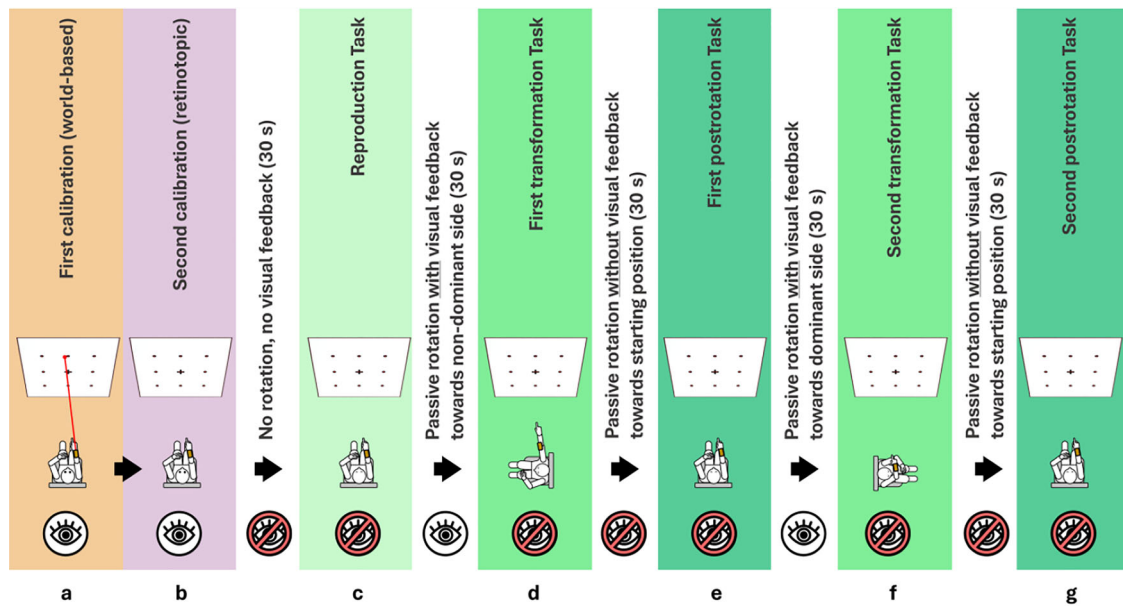 First calibration (world-based)
Second calibration (retinotopic)
No rotation, no visual feedback (30 s)
Reproduction Task
Passive rotation with visual feedback
towards non-dominant side (30 s)
First transformation Task
Passive rotation without visual feedback
towards starting position (30 s)
First postrotation Task
Passive rotation with visual feedback
towards dominant side (30 s)
Second transformation Task
Passive rotation without visual feedback
towards starting position (30 s)
Second postrotation Task
a
b
c
d
e
f
g